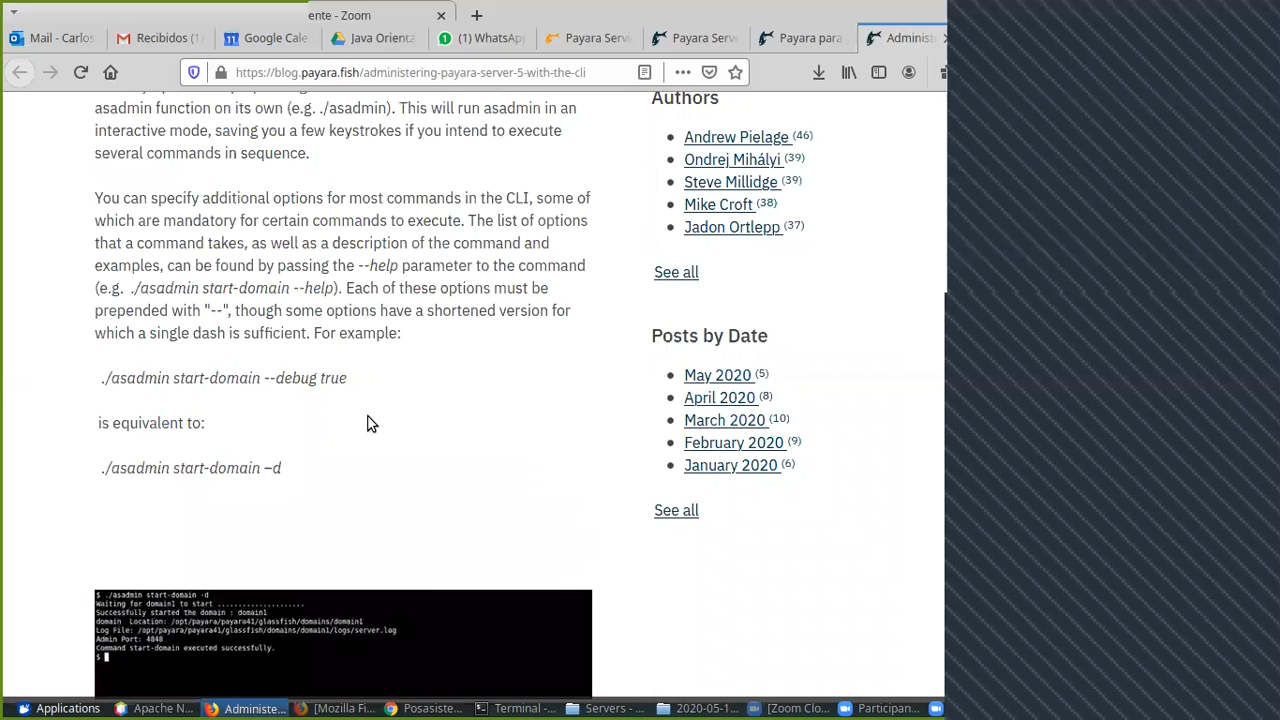 ente - Zoom
Mail - Carlos
Recibidos (1)
Google Cale
Java Orienta
(1) WhatsAp
Payara Serve
Payara Serv
Payara para
Administe
https://blog.payara.fish/administering-payara-server-5-with-the-cli
asadmin function on its own (e.g. ./asadmin). This will run asadmin in an
interactive mode, saving you a few keystrokes if you intend to execute
several commands in sequence.
You can specify additional options for most commands in the CLI, some of
which are mandatory for certain commands to execute. The list of options
that a command takes, as well as a description of the command and
examples, can be found by passing the --help parameter to the command
(e.g. ./asadmin start-domain --help). Each of these options must be
prepended with "--", though some options have a shortened version for
which a single dash is sufficient. For example:
./asadmin start-domain --debug true
is equivalent to:
./asadmin start-domain –d
$ ./asadmin start-domain -d
Waiting for domain1 to start .....................
Successfully started the domain : domain1
domain Location: /opt/payara/payara41/glassfish/domains/domain1
Log File: /opt/payara/payara41/glassfish/domains/domain1/logs/server.log
Admin Port: 4848
Command start-domain executed successfully.
$
Authors
Andrew Pielage (46)
Ondrej Mihályi (39)
Steve Millidge (39)
Mike Croft (38)
Jadon Ortlepp (37)
See all
Posts by Date
May 2020 (5)
April 2020 (8)
March 2020 (10)
February 2020 (9)
January 2020 (6)
See all
Applications
Apache N...
Administe...
[Mozilla Fi...
Posasiste...
Terminal -...
Servers - ...
2020-05-1...
[Zoom Clo...
Participan...